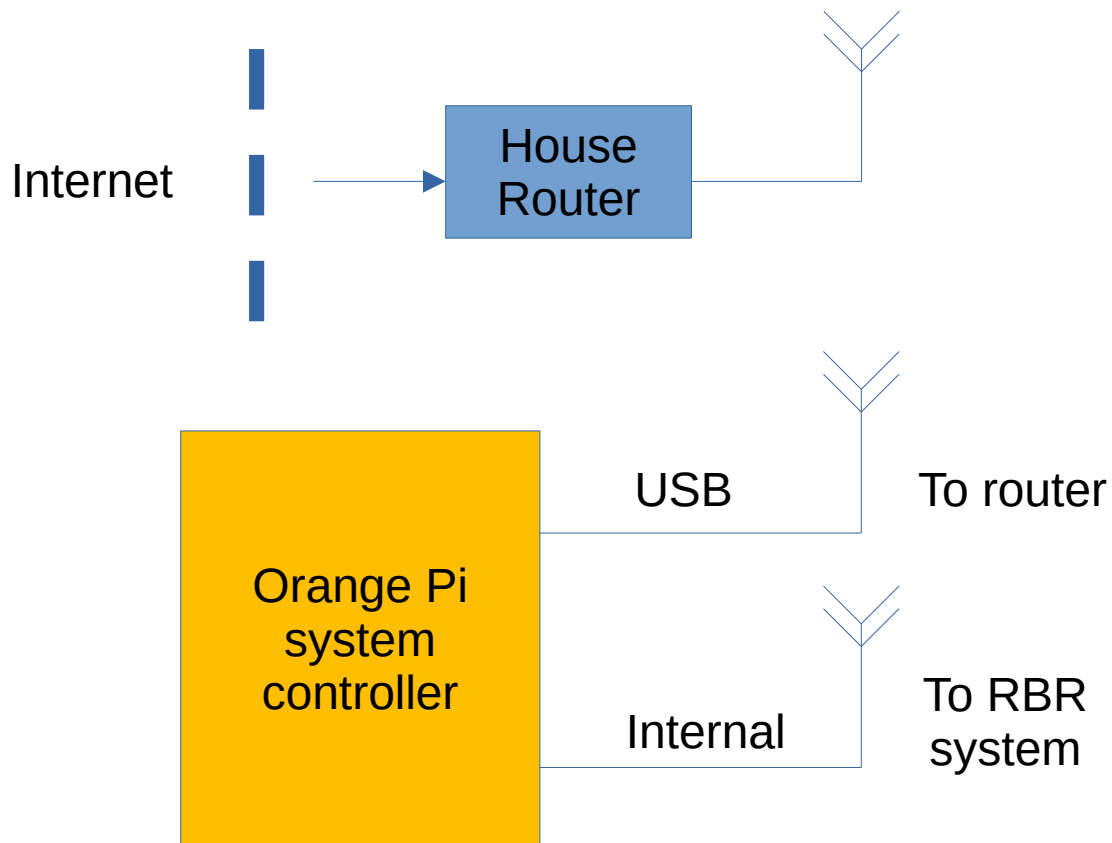 Internet
House
Router
USB
To router
Orange Pi
system
controller
Internal
To RBR
system